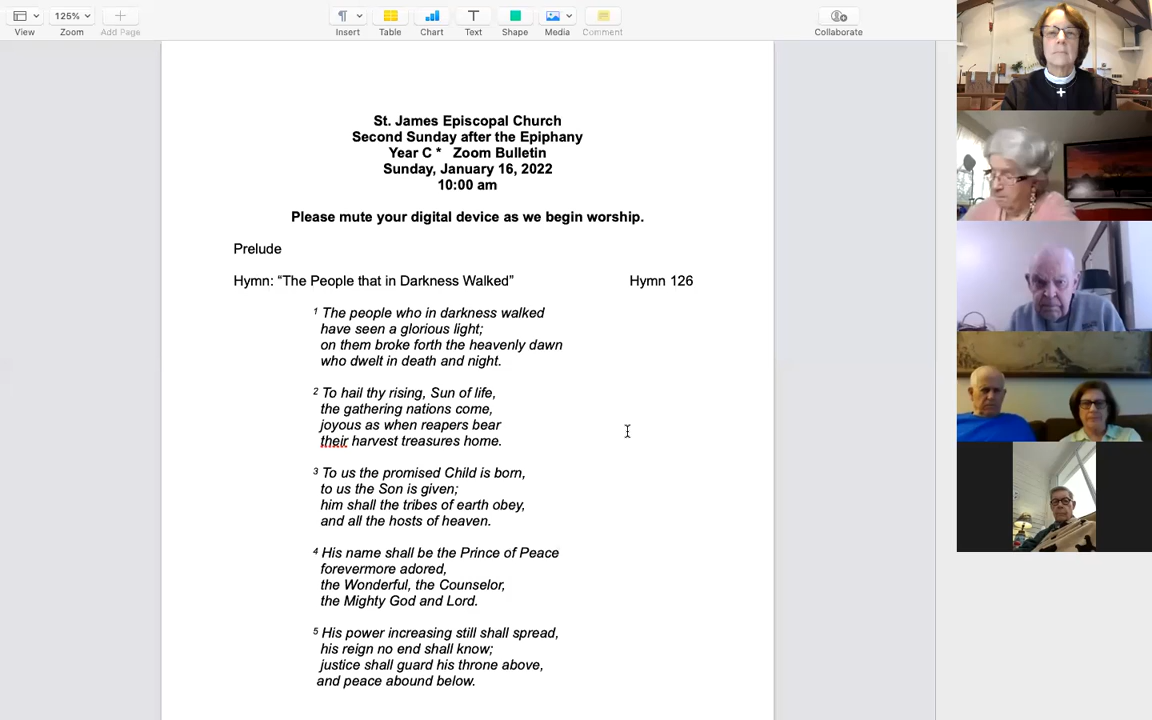 125%
View
Zoom
Add Page
Insert
Table
Chart
Text
Shape
Media
Comment
Collaborate
St. James Episcopal Church
Second Sunday after the Epiphany
Year C * Zoom Bulletin
Sunday, January 16, 2022
10:00 am
Please mute your digital device as we begin worship.
Prelude
Hymn: “The People that in Darkness Walked” Hymn 126
1 The people who in darkness walked
have seen a glorious light;
on them broke forth the heavenly dawn
who dwelt in death and night.
2 To hail thy rising, Sun of life,
the gathering nations come,
joyous as when reapers bear
their harvest treasures home.
3 To us the promised Child is born,
to us the Son is given;
him shall the tribes of earth obey,
and all the hosts of heaven.
4 His name shall be the Prince of Peace
forevermore adored,
the Wonderful, the Counselor,
the Mighty God and Lord.
5 His power increasing still shall spread,
his reign no end shall know;
justice shall guard his throne above,
and peace abound below.